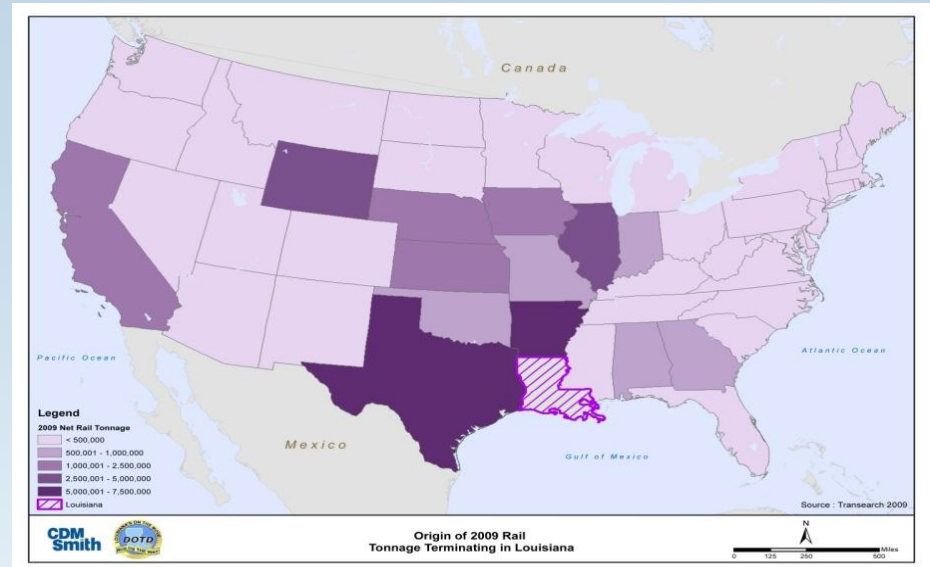 Canada
Pacific Ocean
Atlantic Ocean
Mexico
Gulf of Mexico
Legend
2009 Net Rail Tonnage
< 500,000
500,001 - 1,000,000
1,000,001 - 2,500,000
2,500,001 - 5,000,000
5,000,001 - 7,500,000
Louisiana
Source : Transearch 2009
CDM
Smith
DOTD
Origin of 2009 Rail
Tonnage Terminating in Louisiana
N
Miles
0 125 250 500